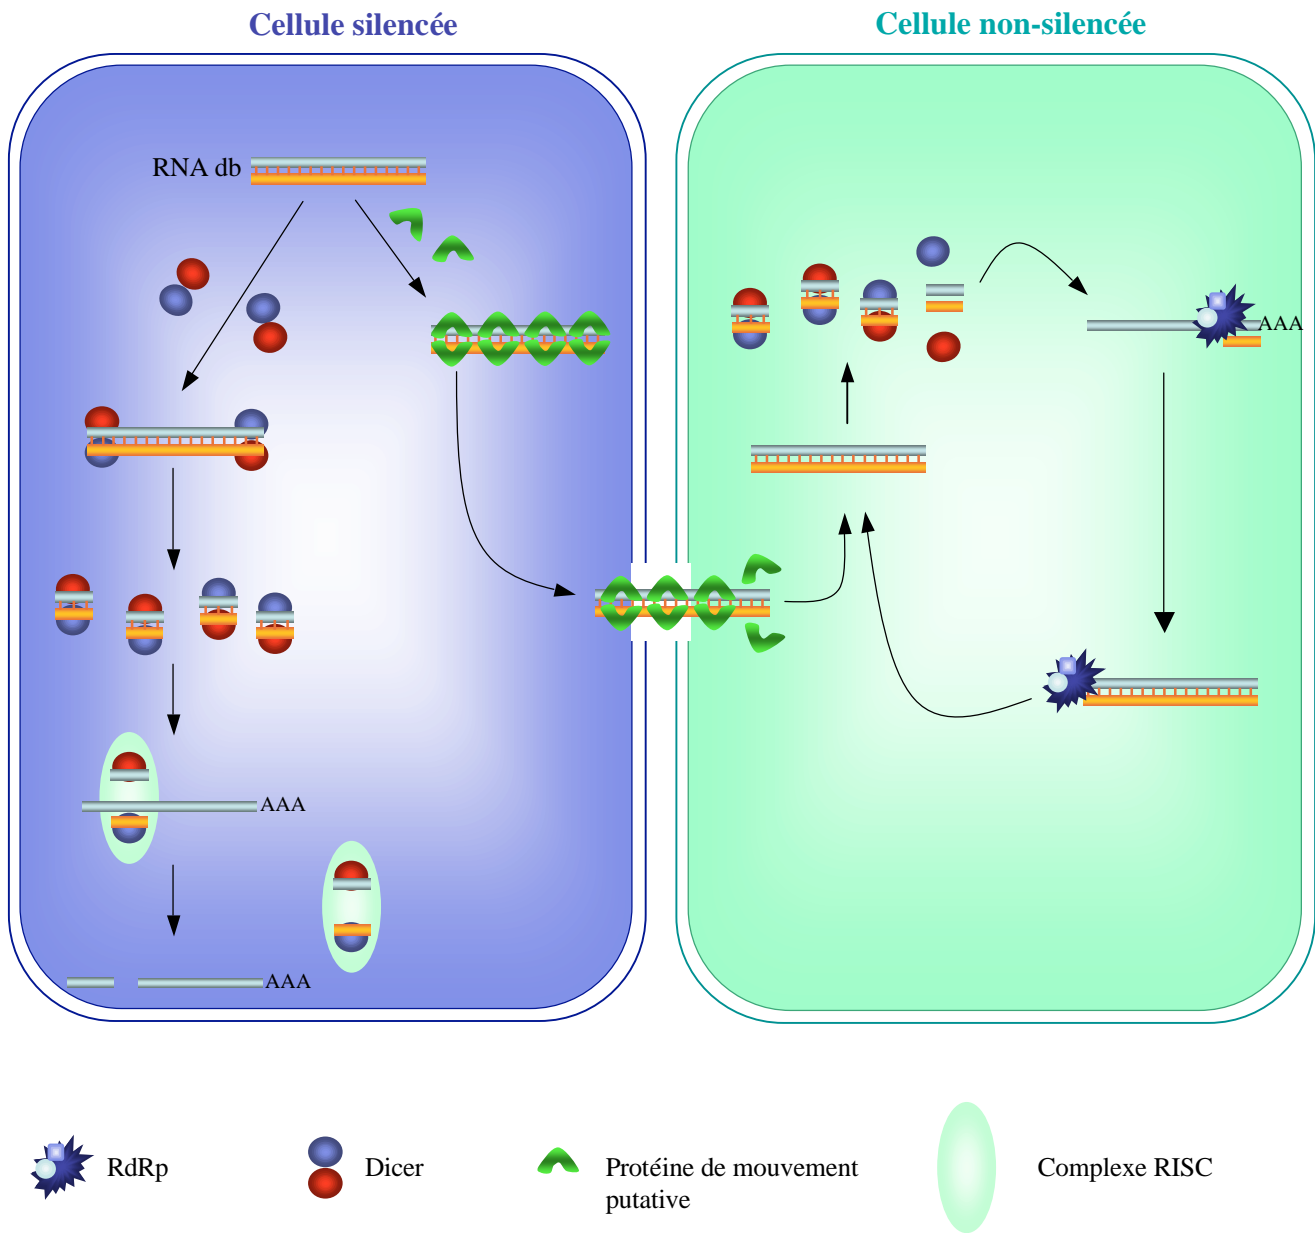 Cellule silencée
Cellule non-silencée
RNA db
AAA
AAA
AAA
RdRp
Dicer
Protéine de mouvement
putative
Complexe RISC